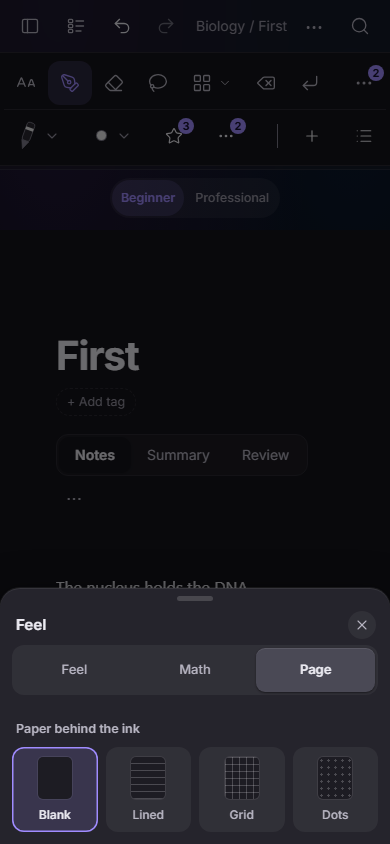 Biology / First
AA
2
3
2
Beginner Professional
First
+ Add tag
Notes Summary Review
The nucleus holds the DNA
Feel
Feel Math Page
Paper behind the ink
Blank Lined Grid Dots